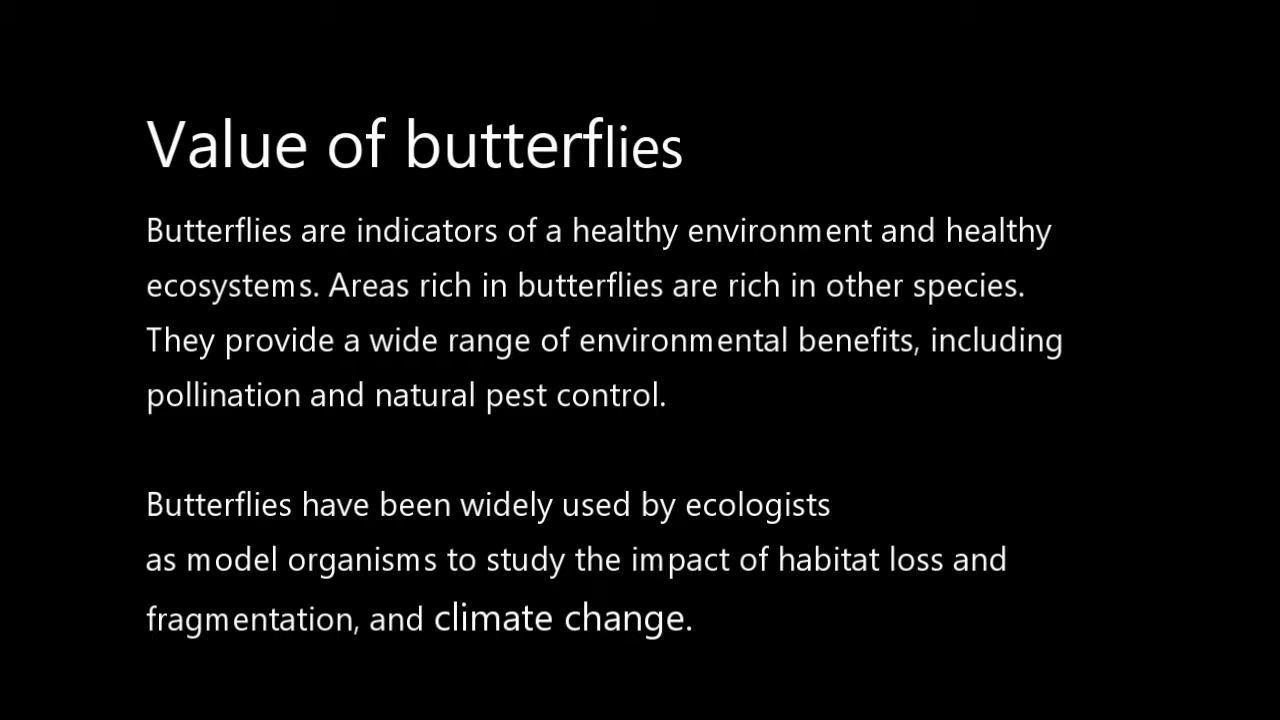 Value of butterflies
Butterflies are indicators of a healthy environment and healthy
ecosystems. Areas rich in butterflies are rich in other species.
They provide a wide range of environmental benefits, including
pollination and natural pest control.
Butterflies have been widely used by ecologists
as model organisms to study the impact of habitat loss and
fragmentation, and climate change.